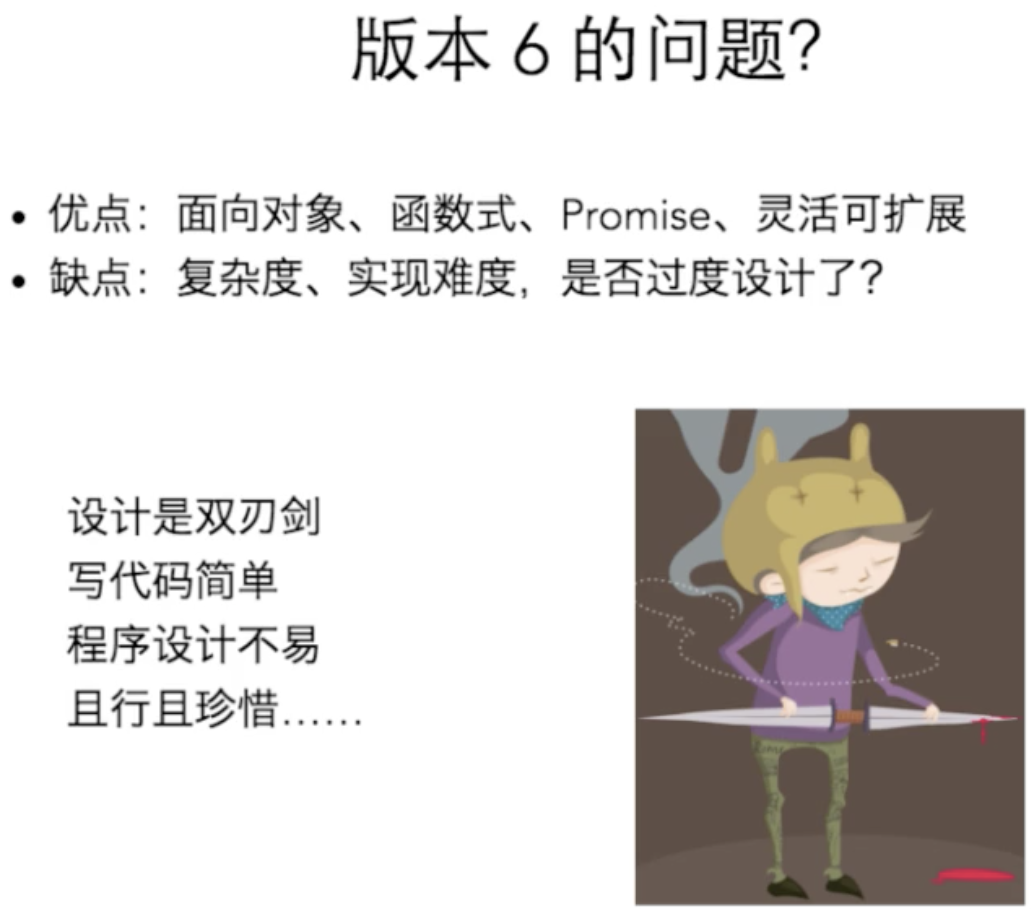 版本 6 的问题？
• 优点：面向对象、函数式、Promise、灵活可扩展
• 缺点：复杂度、实现难度，是否过度设计了？
设计是双刃剑
写代码简单
程序设计不易
且行且珍惜……